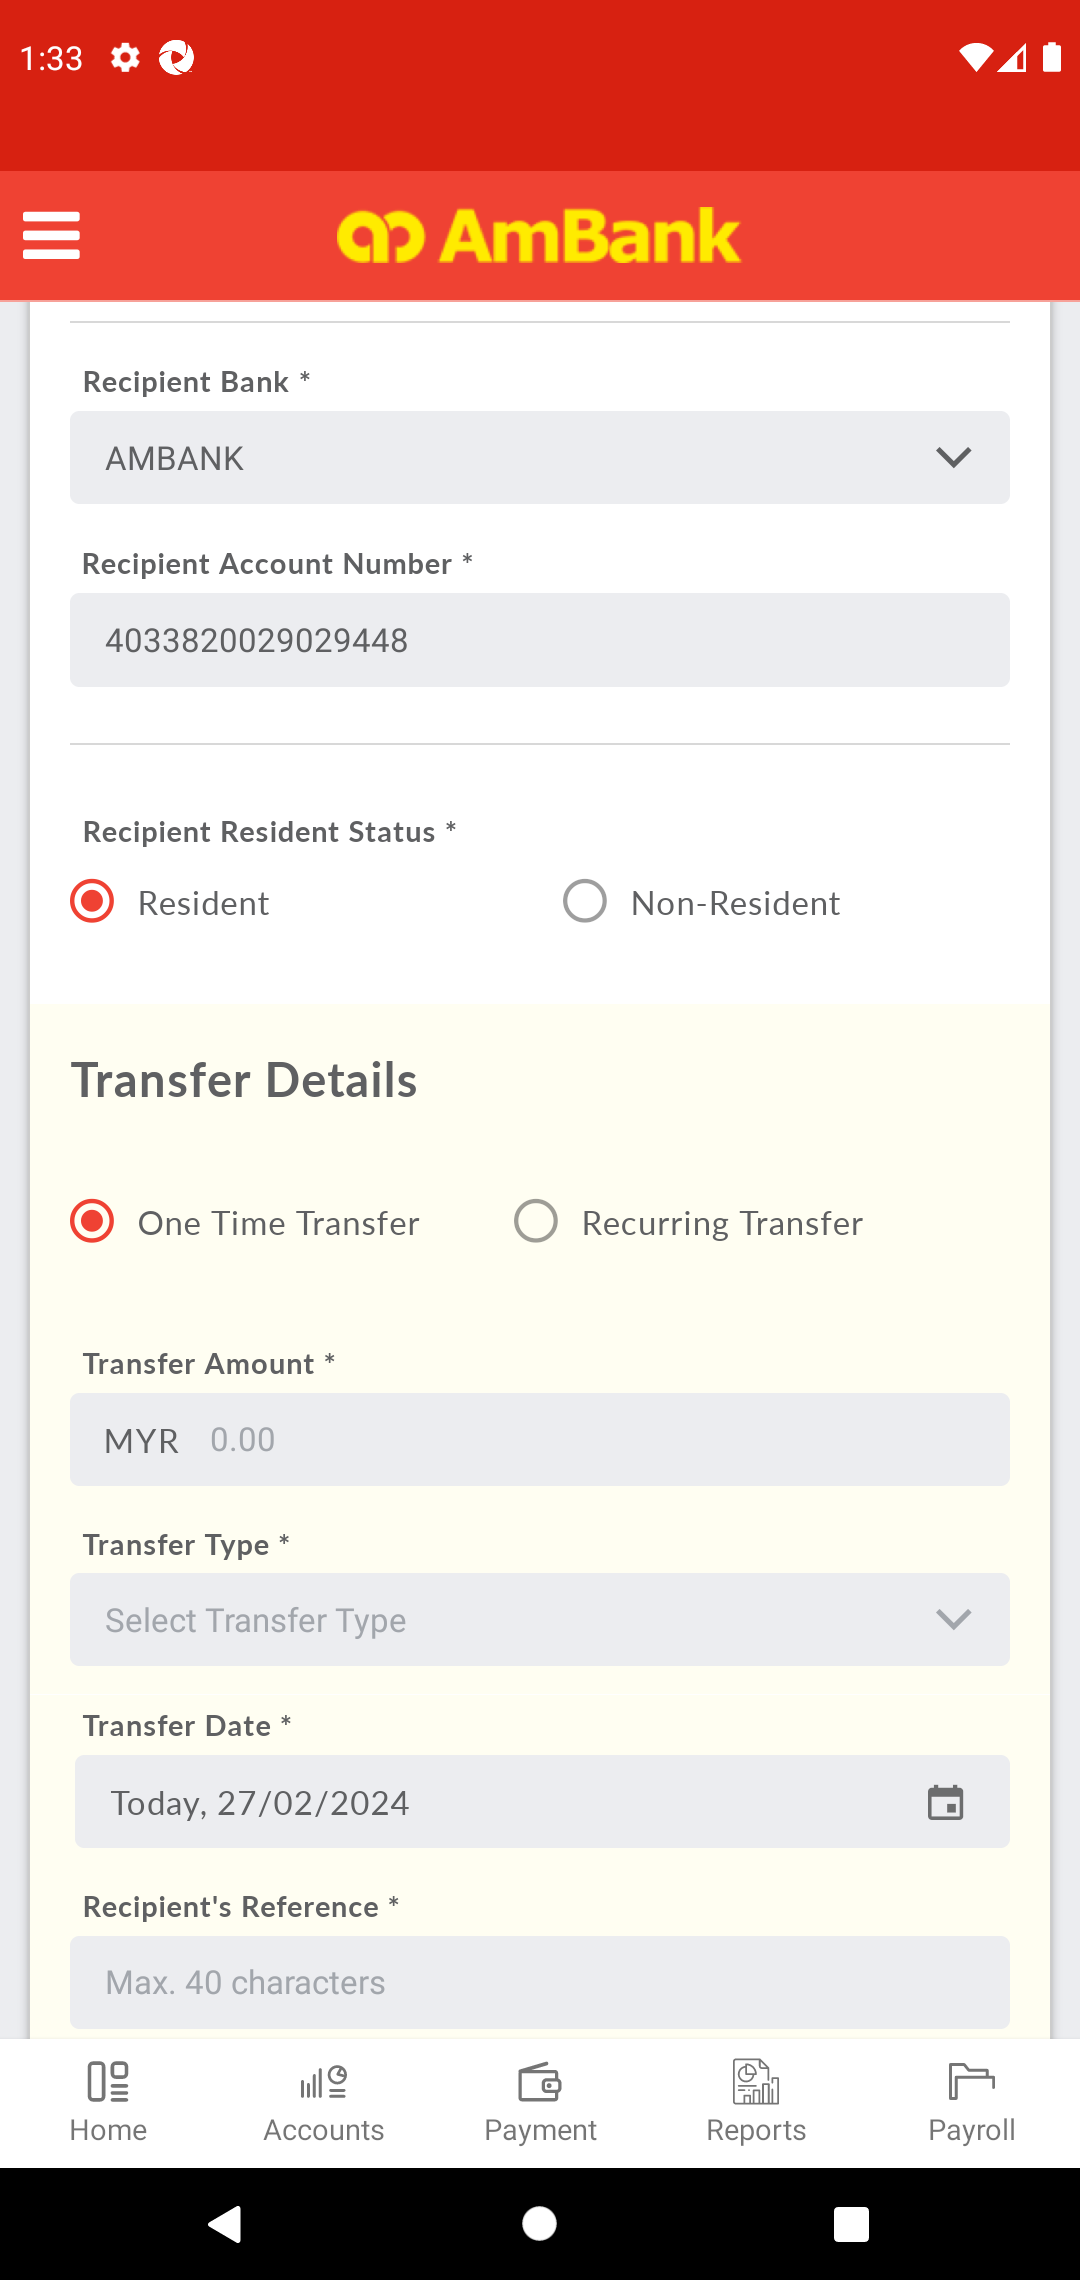 1:33
AmBank
Recipient Bank *
AMBANK
Recipient Account Number *
4033820029029448
Recipient Resident Status *
Resident
Non-Resident
Transfer Details
One Time Transfer
Recurring Transfer
Transfer Amount *
MYR 0.00
Transfer Type *
Select Transfer Type
Transfer Date *
Today, 27/02/2024
Recipient's Reference *
Max. 40 characters
Home
Accounts
Payment
Reports
Payroll